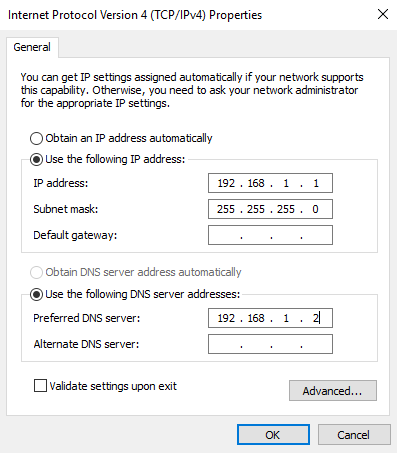 Internet Protocol Version 4 (TCP/IPv4) Properties
General
You can get IP settings assigned automatically if your network supports
this capability. Otherwise, you need to ask your network administrator
for the appropriate IP settings.
Obtain an IP address automatically
Use the following IP address:
IP address: 192 . 168 . 1 . 1
Subnet mask: 255 . 255 . 255 . 0
Default gateway: . . .
Obtain DNS server address automatically
Use the following DNS server addresses:
Preferred DNS server: 192 . 168 . 1 . 2
Alternate DNS server: . . .
Validate settings upon exit
Advanced...
OK Cancel